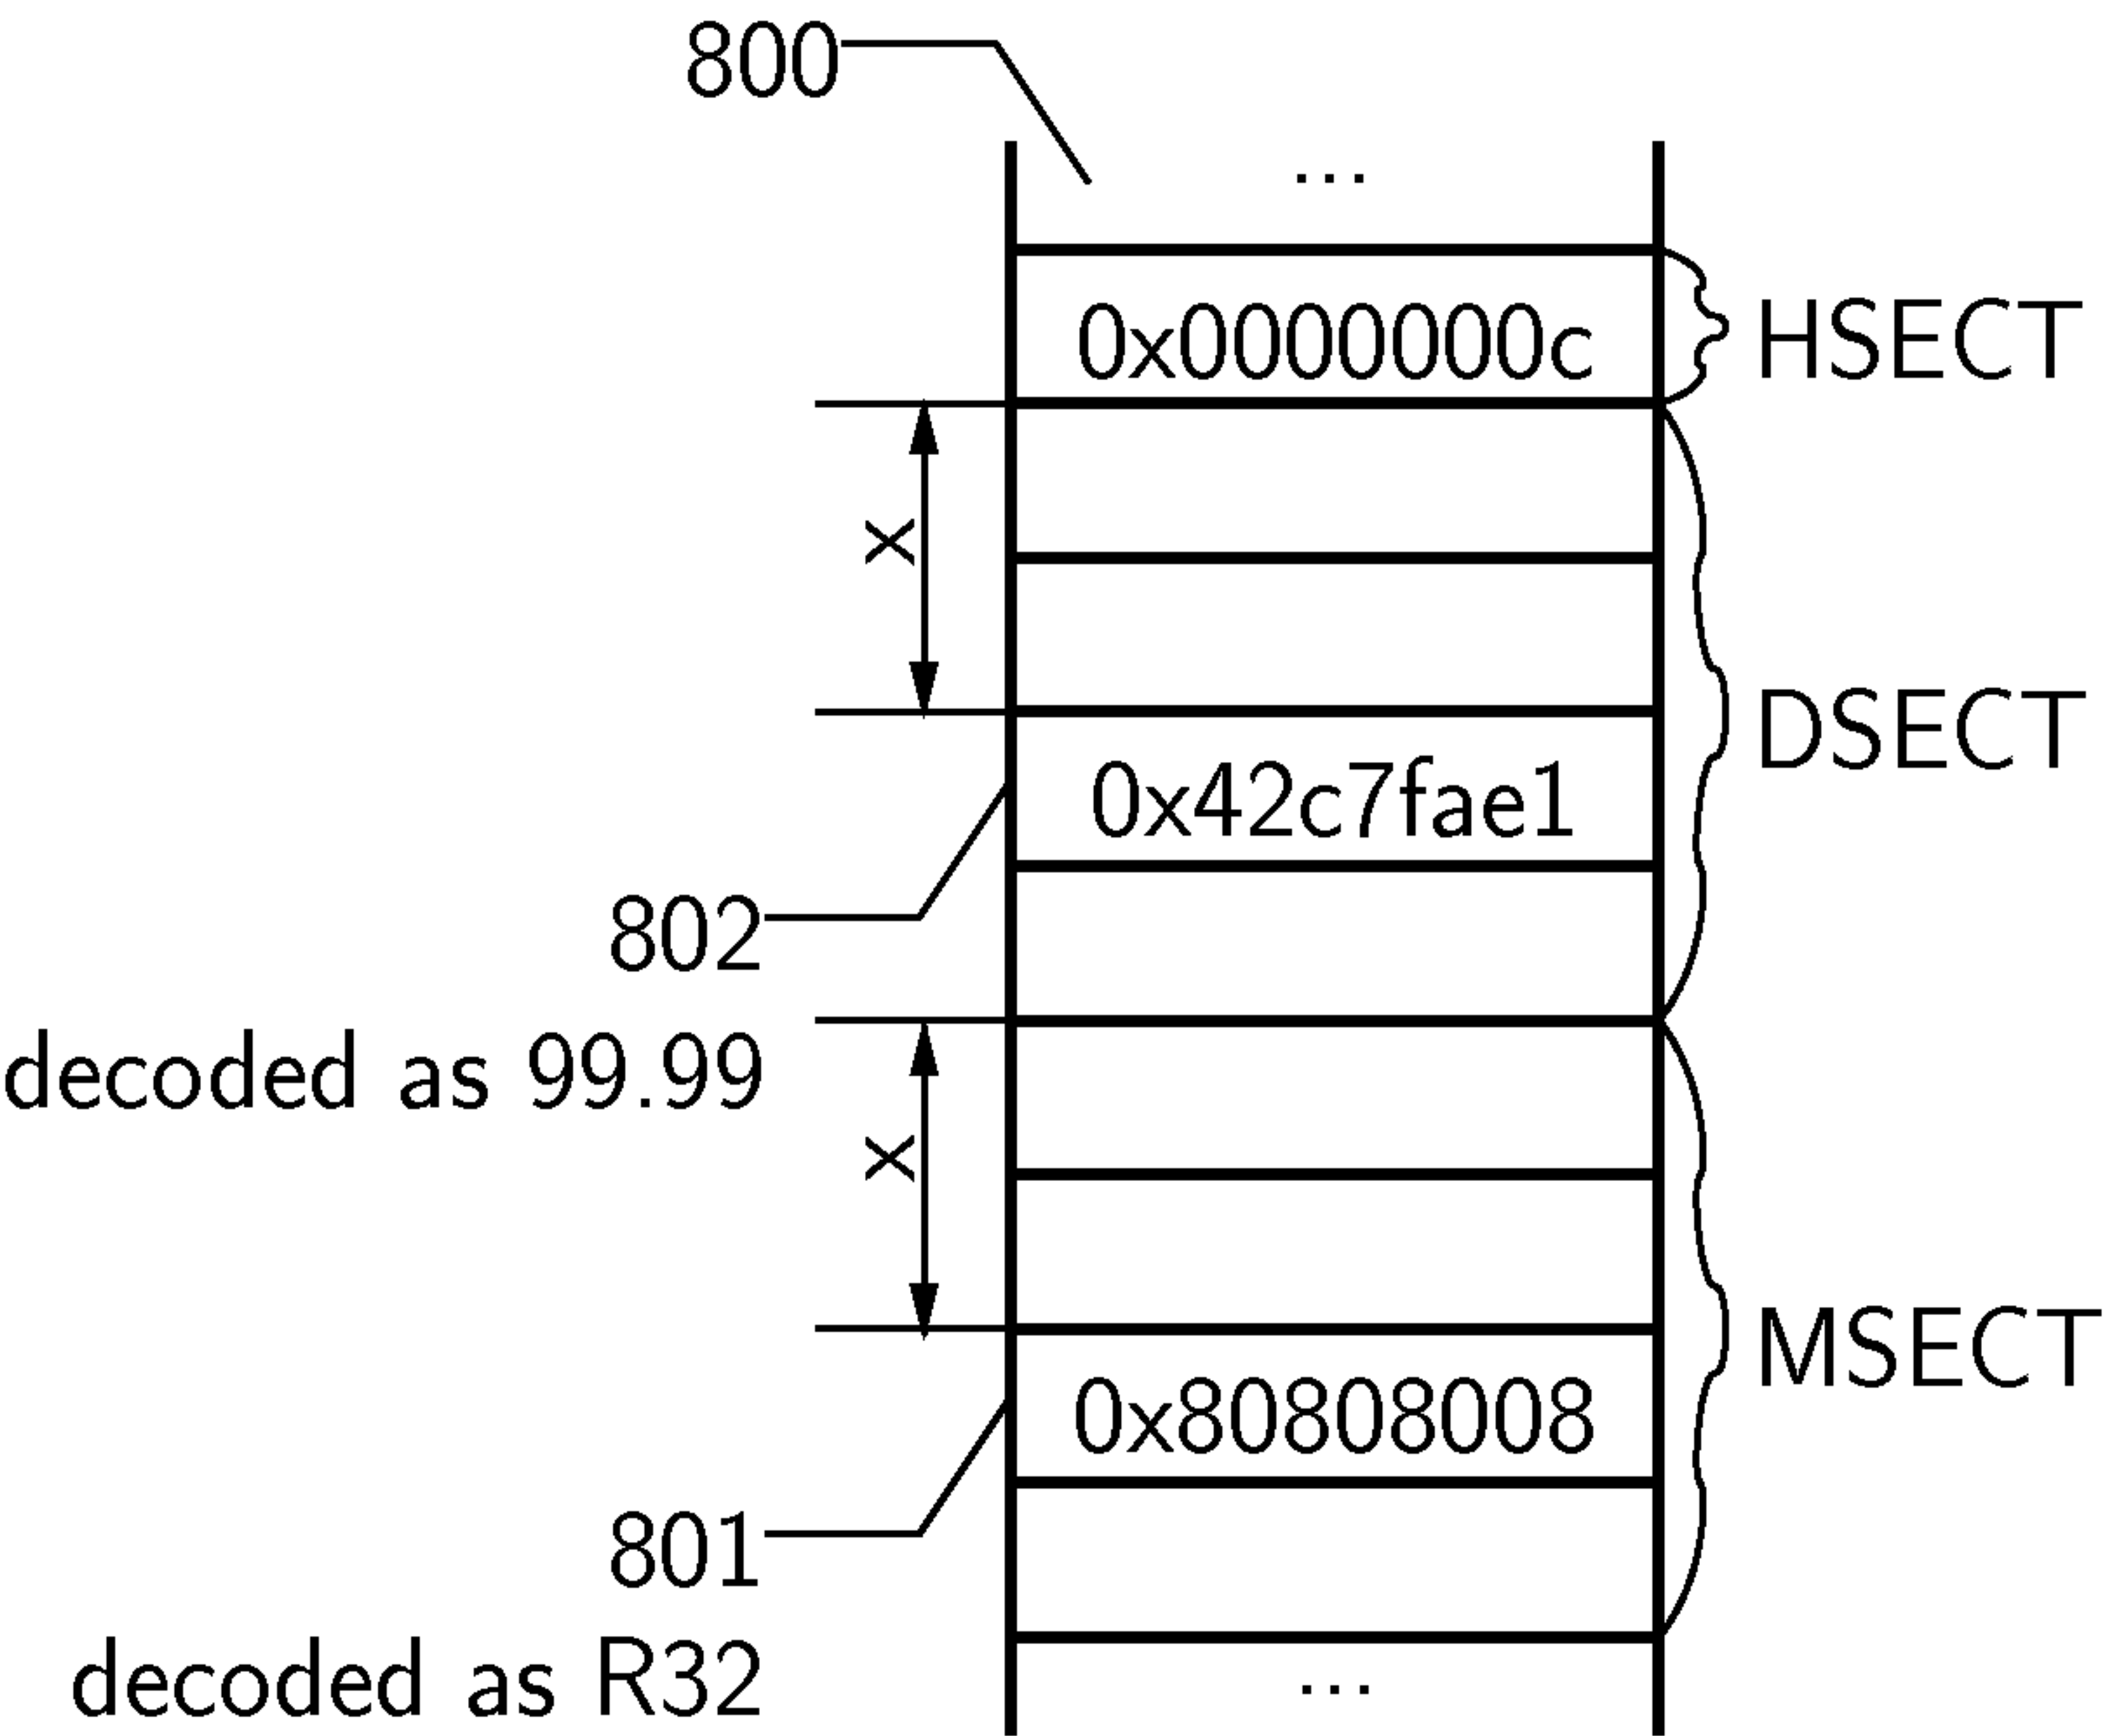 800
...
0x0000000c
HSECT
x
DSECT
0x42c7fae1
802
decoded as 99.99
x
MSECT
0x80808008
801
decoded as R32
...